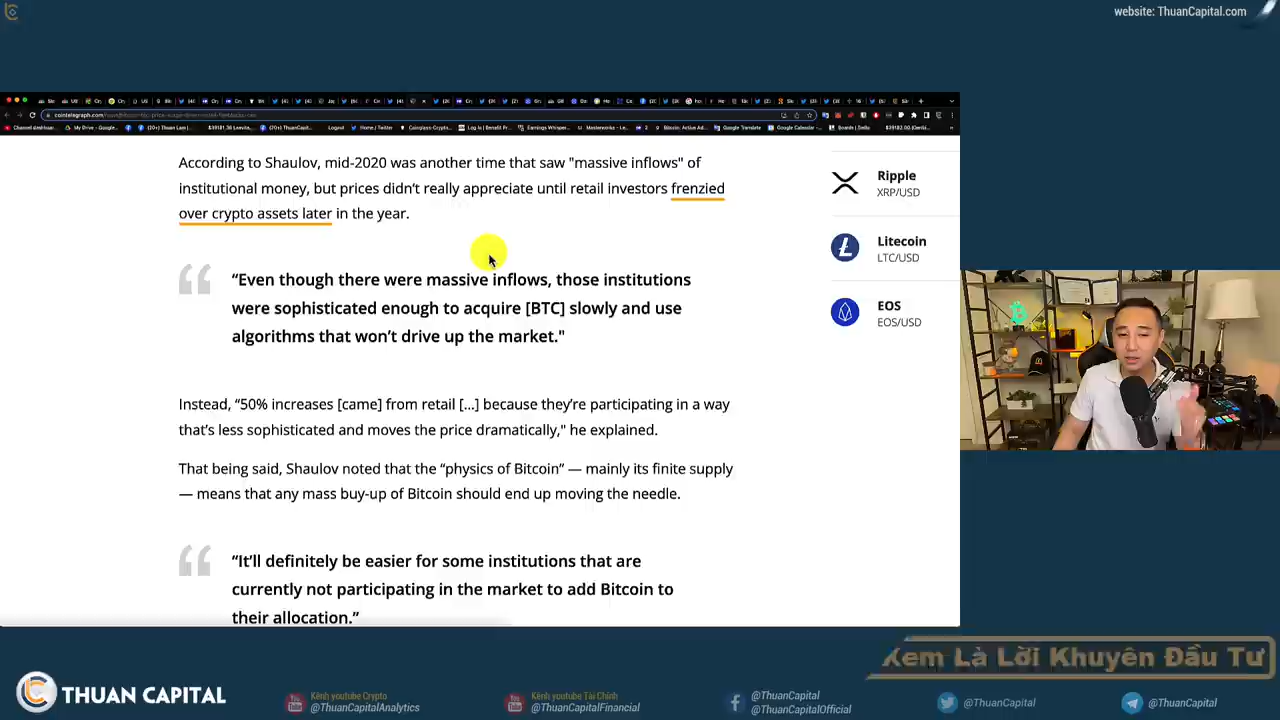 website: ThuanCapital.com
According to Shaulov, mid-2020 was another time that saw "massive inflows" of
institutional money, but prices didn't really appreciate until retail investors frenzied
over crypto assets later in the year.
“Even though there were massive inflows, those institutions
were sophisticated enough to acquire [BTC] slowly and use
algorithms that won’t drive up the market."
Instead, “50% increases [came] from retail [...] because they’re participating in a way
that’s less sophisticated and moves the price dramatically," he explained.
That being said, Shaulov noted that the “physics of Bitcoin” — mainly its finite supply
— means that any mass buy-up of Bitcoin should end up moving the needle.
“It’ll definitely be easier for some institutions that are
currently not participating in the market to add Bitcoin to
their allocation.”
Ripple
XRP/USD
Litecoin
LTC/USD
EOS
EOS/USD
Xem Là Lời Khuyên Đầu Tư
THUAN CAPITAL
Kênh youtube Crypto
@ThuanCapitalAnalytics
Kênh youtube Tài Chính
@ThuanCapitalFinancial
@ThuanCapital
@ThuanCapitalOfficial
@ThuanCapital
@ThuanCapital